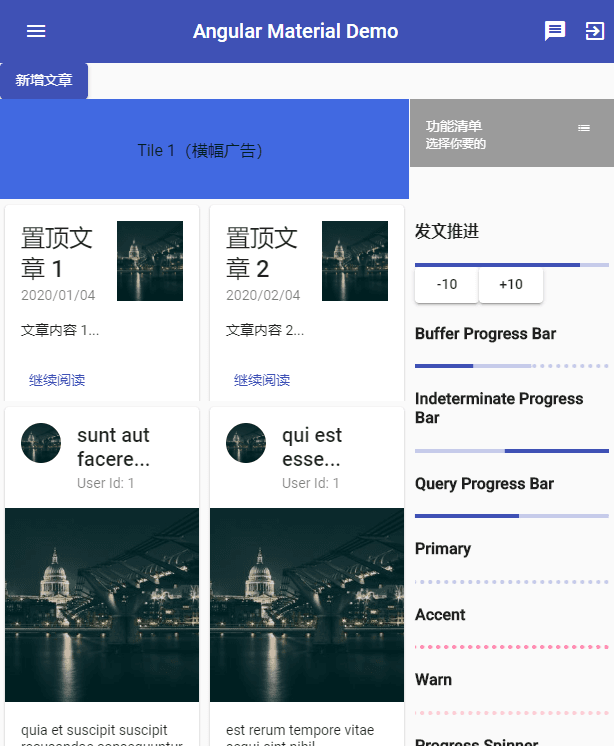 Angular Material Demo
新增文章
Tile 1（横幅广告）
功能清单
选择你要的
置顶文
章 1
2020/01/04
文章内容 1...
继续阅读
置顶文
章 2
2020/02/04
文章内容 2...
继续阅读
sunt aut
facere...
User Id: 1
quia et suscipit suscipit
qui est
esse...
User Id: 1
est rerum tempore vitae
发文推进
-10
+10
Buffer Progress Bar
Indeterminate Progress
Bar
Query Progress Bar
Primary
Accent
Warn
Progress Spinner